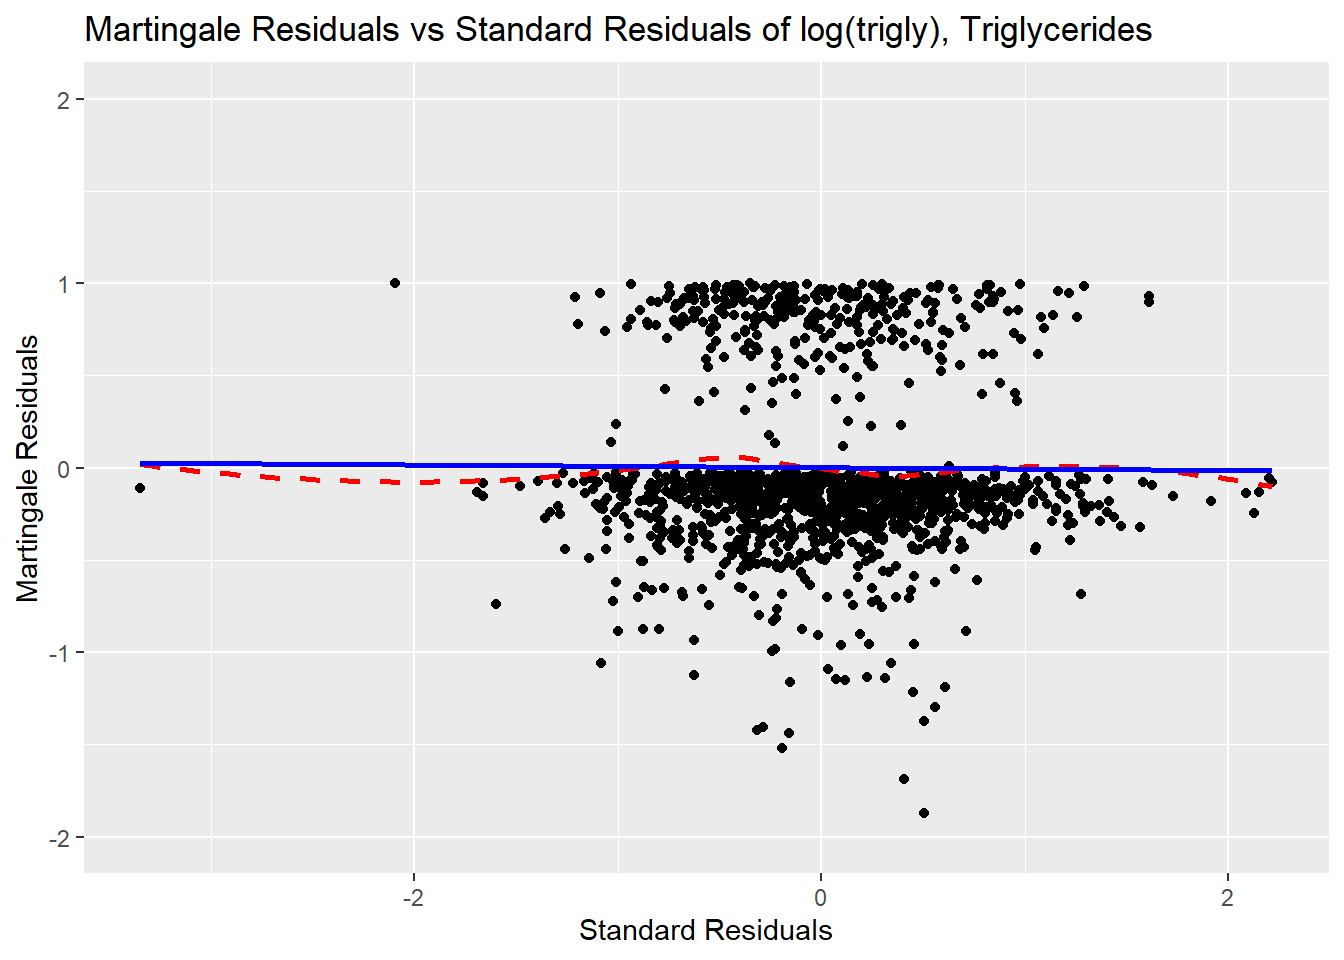 Martingale Residuals vs Standard Residuals of log(trigly), Triglycerides
Martingale Residuals
2
1
0
-1
-2
-2
0
2
Standard Residuals